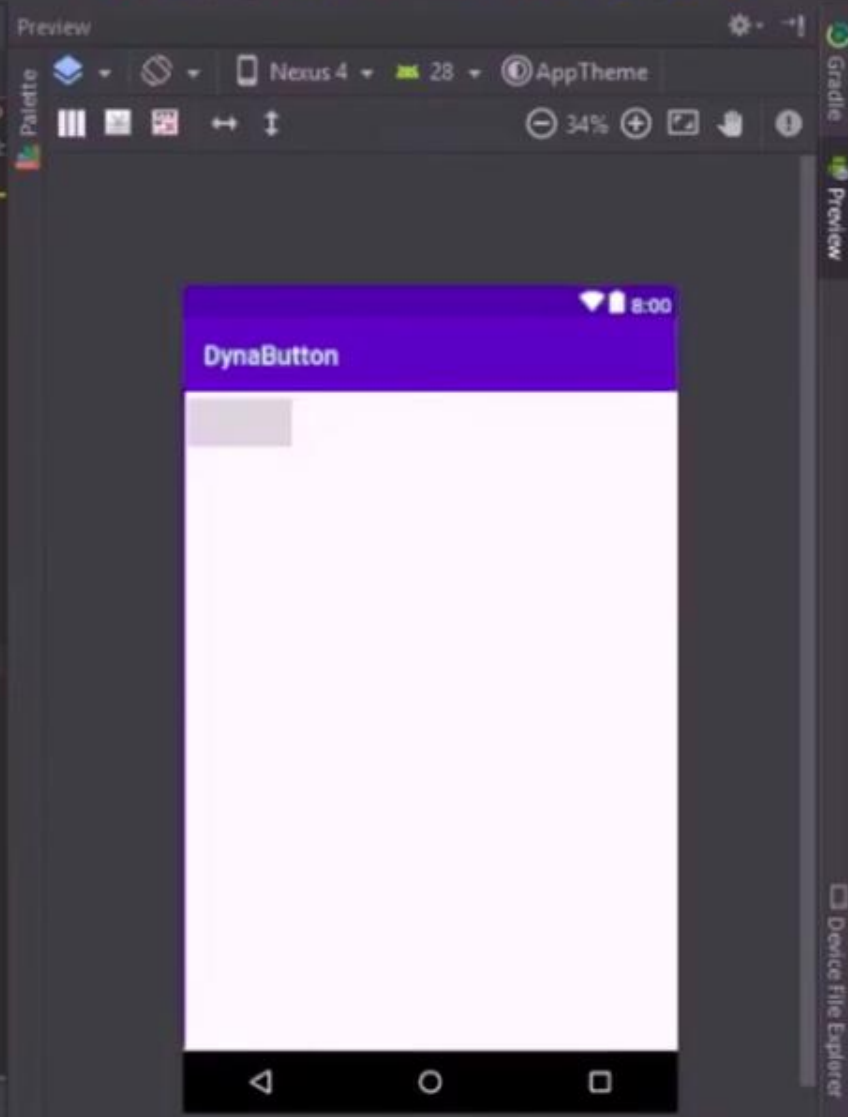 Preview
Palette
Nexus 4
28
AppTheme
34%
8:00
DynaButton
Gradle
Preview
Device File Explorer